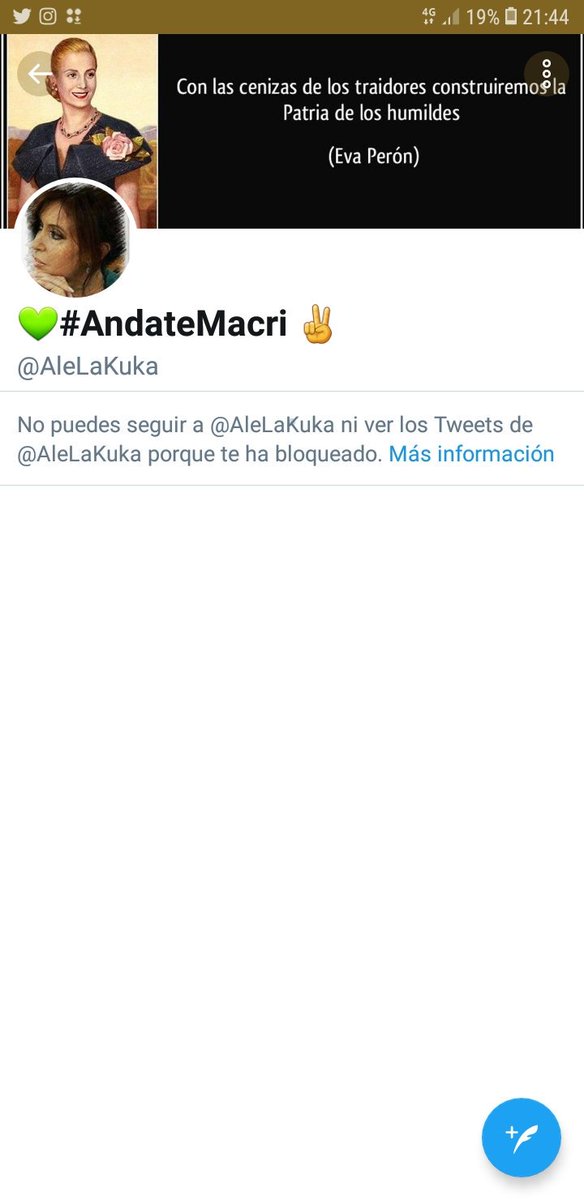 4G 19% 21:44
Con las cenizas de los traidores construiremos la
Patria de los humildes
(Eva Perón)
💚#AndateMacri ✌
@AleLaKuka
No puedes seguir a @AleLaKuka ni ver los Tweets de
@AleLaKuka porque te ha bloqueado. Más información